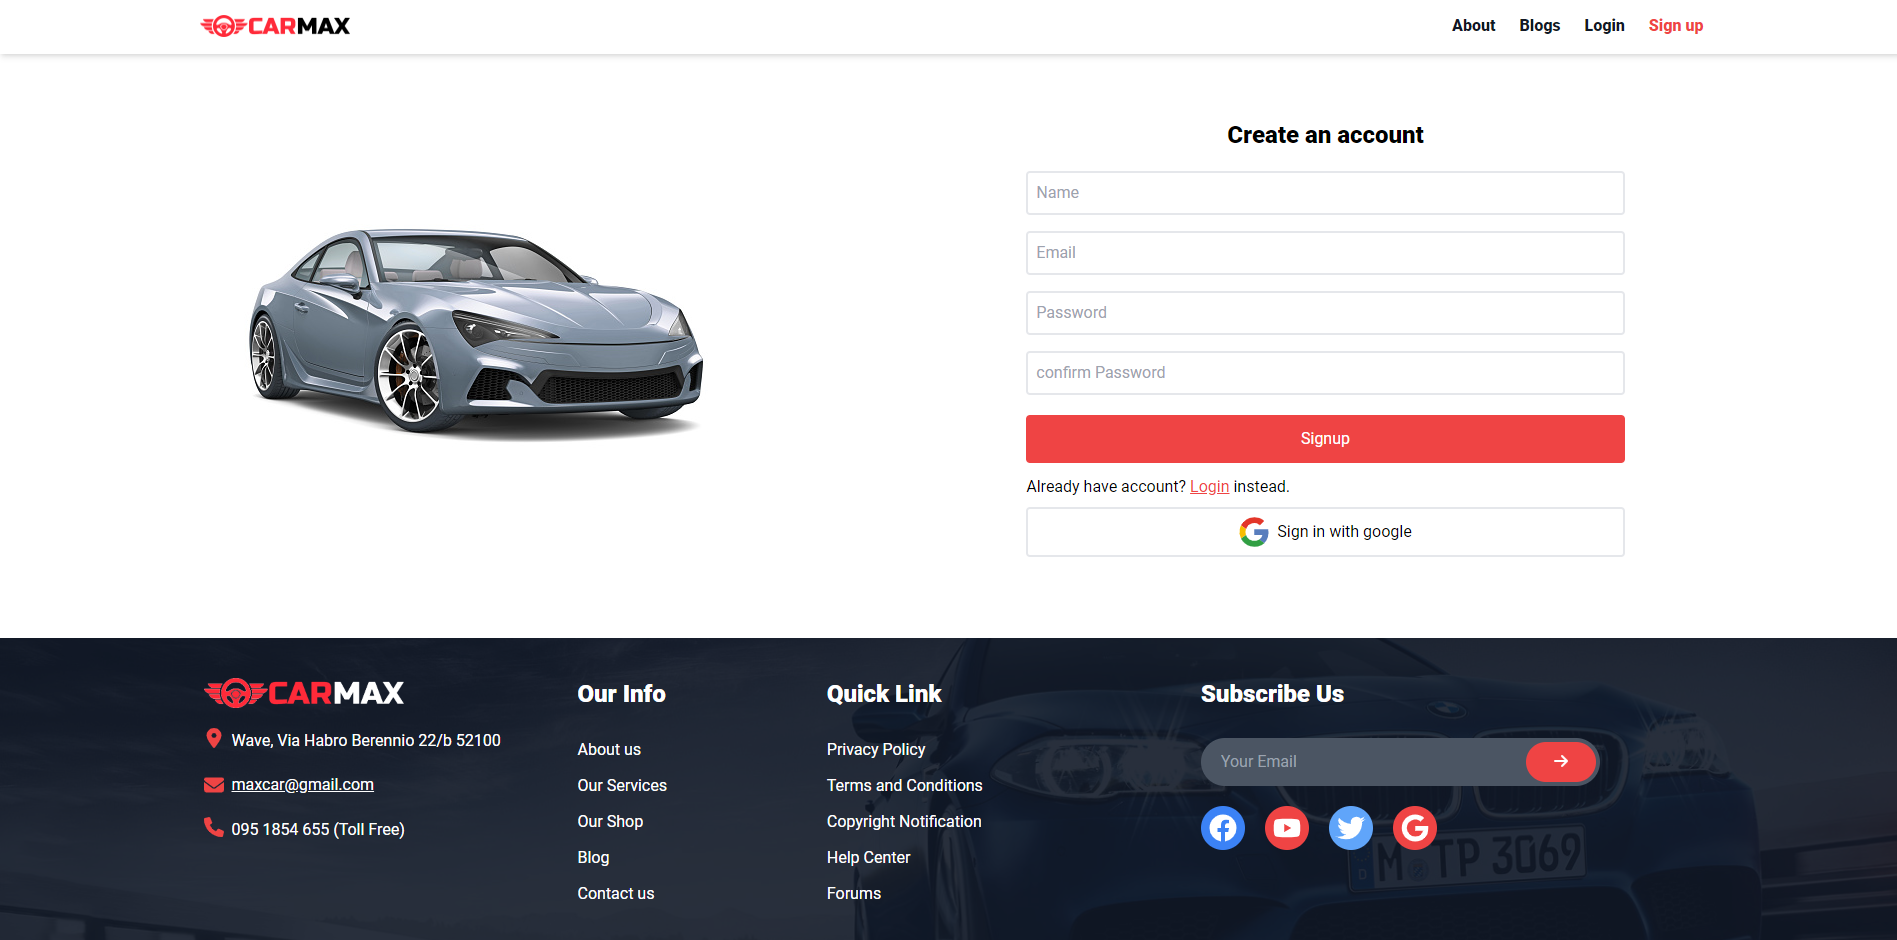 CARMAX
About Blogs Login Sign up
Create an account
Name
Email
Password
confirm Password
Signup
Already have account? Login instead.
Sign in with google
CARMAX
Wave, Via Habro Berennio 22/b 52100
maxcar@gmail.com
095 1854 655 (Toll Free)
Our Info
About us
Our Services
Our Shop
Blog
Contact us
Quick Link
Privacy Policy
Terms and Conditions
Copyright Notification
Help Center
Forums
Subscribe Us
Your Email
M TP 3069